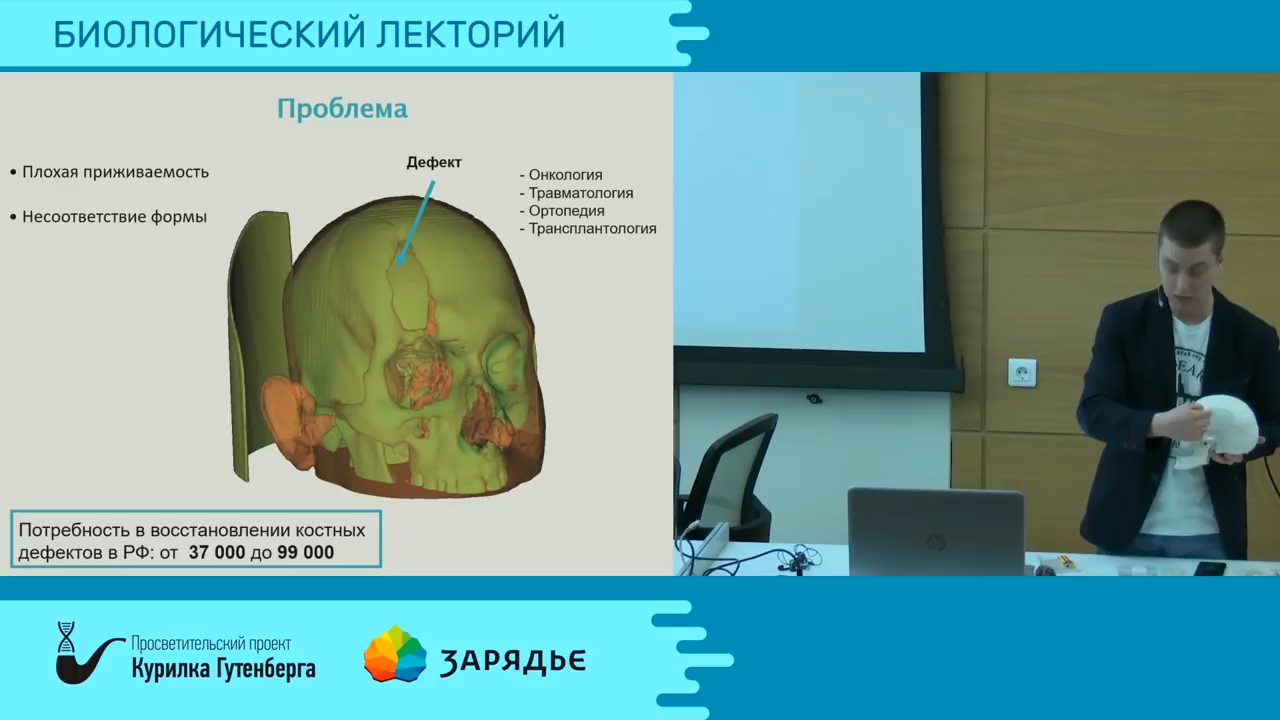 БИОЛОГИЧЕСКИЙ ЛЕКТОРИЙ
Проблема
• Плохая приживаемость
• Несоответствие формы
Дефект
- Онкология
- Травматология
- Ортопедия
- Трансплантология
Потребность в восстановлении костных
дефектов в РФ: от 37 000 до 99 000
Просветительский проект
Курилка Гутенберга
ЗАРЯДЬЕ